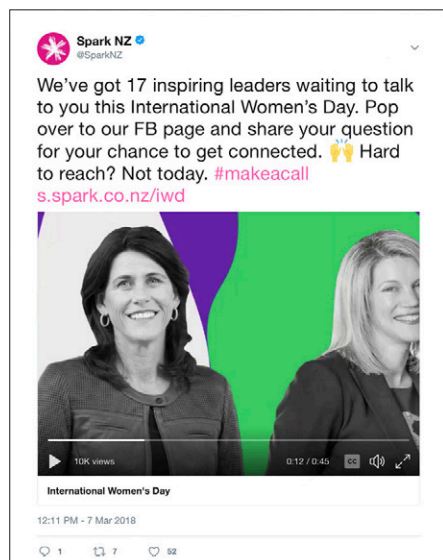 Spark NZ
@SparkNZ
We've got 17 inspiring leaders waiting to talk
to you this International Women's Day. Pop
over to our FB page and share your question
for your chance to get connected. 🙌 Hard
to reach? Not today. #makeacall
s.spark.co.nz/iwd
10K views 0:12 / 0:45 CC
International Women's Day
12:11 PM - 7 Mar 2018
1 7 52